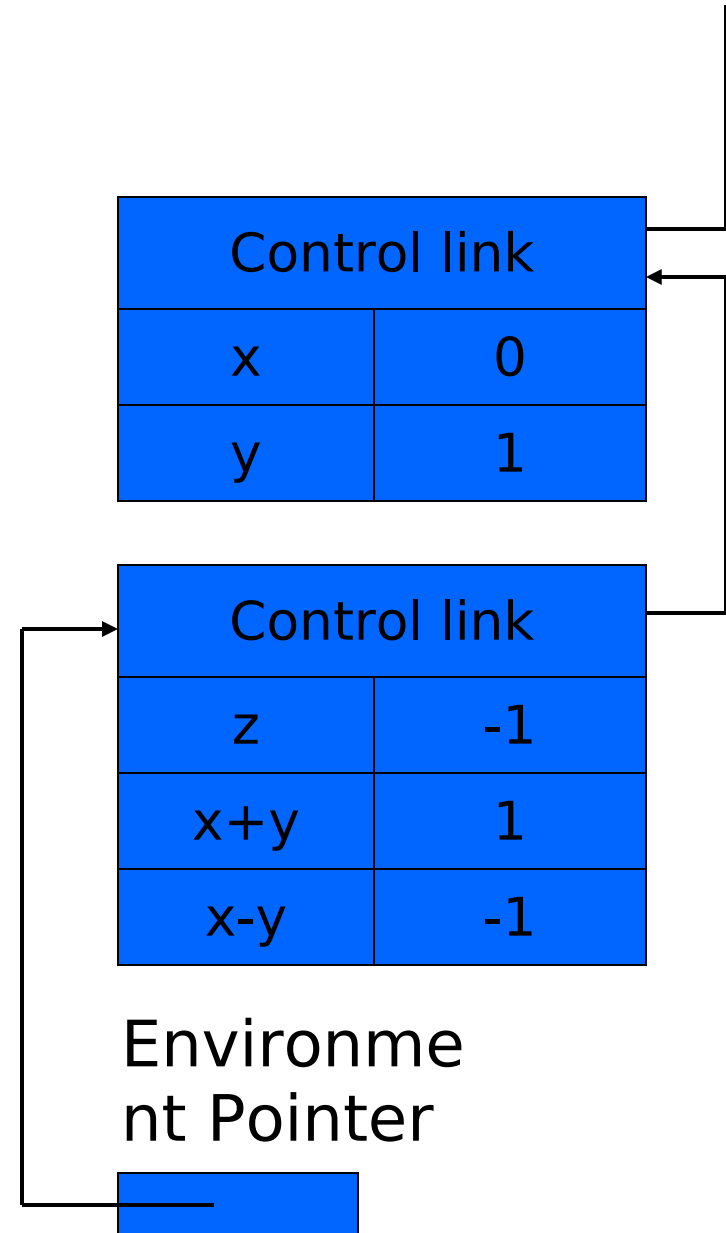 Control link
x 0
y 1
Control link
z -1
x+y 1
x-y -1
Environme
nt Pointer